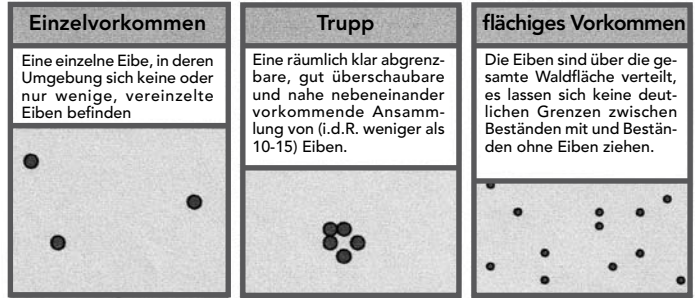 Einzelvorkommen
Eine einzelne Eibe, in deren
Umgebung sich keine oder
nur wenige, vereinzelte
Eiben befinden
Trupp
Eine räumlich klar abgrenz-
bare, gut überschaubare
und nahe nebeneinander
vorkommende Ansamm-
lung von (i.d.R. weniger als
10-15) Eiben.
flächiges Vorkommen
Die Eiben sind über die ge-
samte Waldfläche verteilt,
es lassen sich keine deut-
lichen Grenzen zwischen
Beständen mit und Bestän-
den ohne Eiben ziehen.